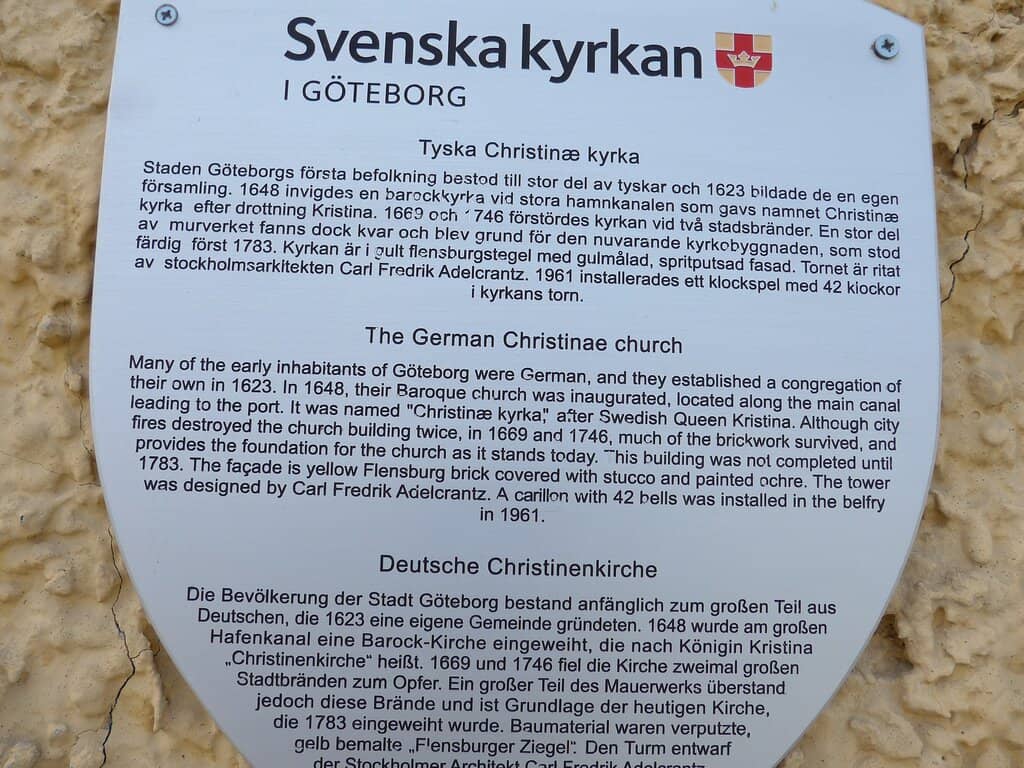 Svenska kyrkan
I GÖTEBORG
Tyska Christinæ kyrka
Staden Göteborgs första befolkning bestod till stor del av tyskar och 1623 bildade de en egen
församling. 1648 invigdes en barockkyrka vid stora hamnkanalen som gavs namnet Christinæ
kyrka efter drottning Kristina. 1669 och 1746 förstördes kyrkan vid två stadsbränder. En stor del
av murverket fanns dock kvar och blev grund för den nuvarande kyrkobyggnaden, som stod
färdig först 1783. Kyrkan är i gult flensburgstegel med gulmålad, spritputsad fasad. Tornet är ritat
av stockholmsarkitekten Carl Fredrik Adelcrantz. 1961 installerades ett klockspel med 42 klockor
i kyrkans torn.
The German Christinae church
Many of the early inhabitants of Göteborg were German, and they established a congregation of
their own in 1623. In 1648, their Baroque church was inaugurated, located along the main canal
leading to the port. It was named "Christinæ kyrka," after Swedish Queen Kristina. Although city
fires destroyed the church building twice, in 1669 and 1746, much of the brickwork survived, and
provides the foundation for the church as it stands today. This building was not completed until
1783. The façade is yellow Flensburg brick covered with stucco and painted ochre. The tower
was designed by Carl Fredrik Adelcrantz. A carillon with 42 bells was installed in the belfry
in 1961.
Deutsche Christinenkirche
Die Bevölkerung der Stadt Göteborg bestand anfänglich zum großen Teil aus
Deutschen, die 1623 eine eigene Gemeinde gründeten. 1648 wurde am großen
Hafenkanal eine Barock-Kirche eingeweiht, die nach Königin Kristina
„Christinenkirche“ heißt. 1669 und 1746 fiel die Kirche zweimal großen
Stadtbränden zum Opfer. Ein großer Teil des Mauerwerks überstand
jedoch diese Brände und ist Grundlage der heutigen Kirche,
die 1783 eingeweiht wurde. Baumaterial waren verputzte,
gelb bemalte „Flensburger Ziegel“. Den Turm entwarf
der Stockholmer Architekt Carl Fredrik Adelcrantz.